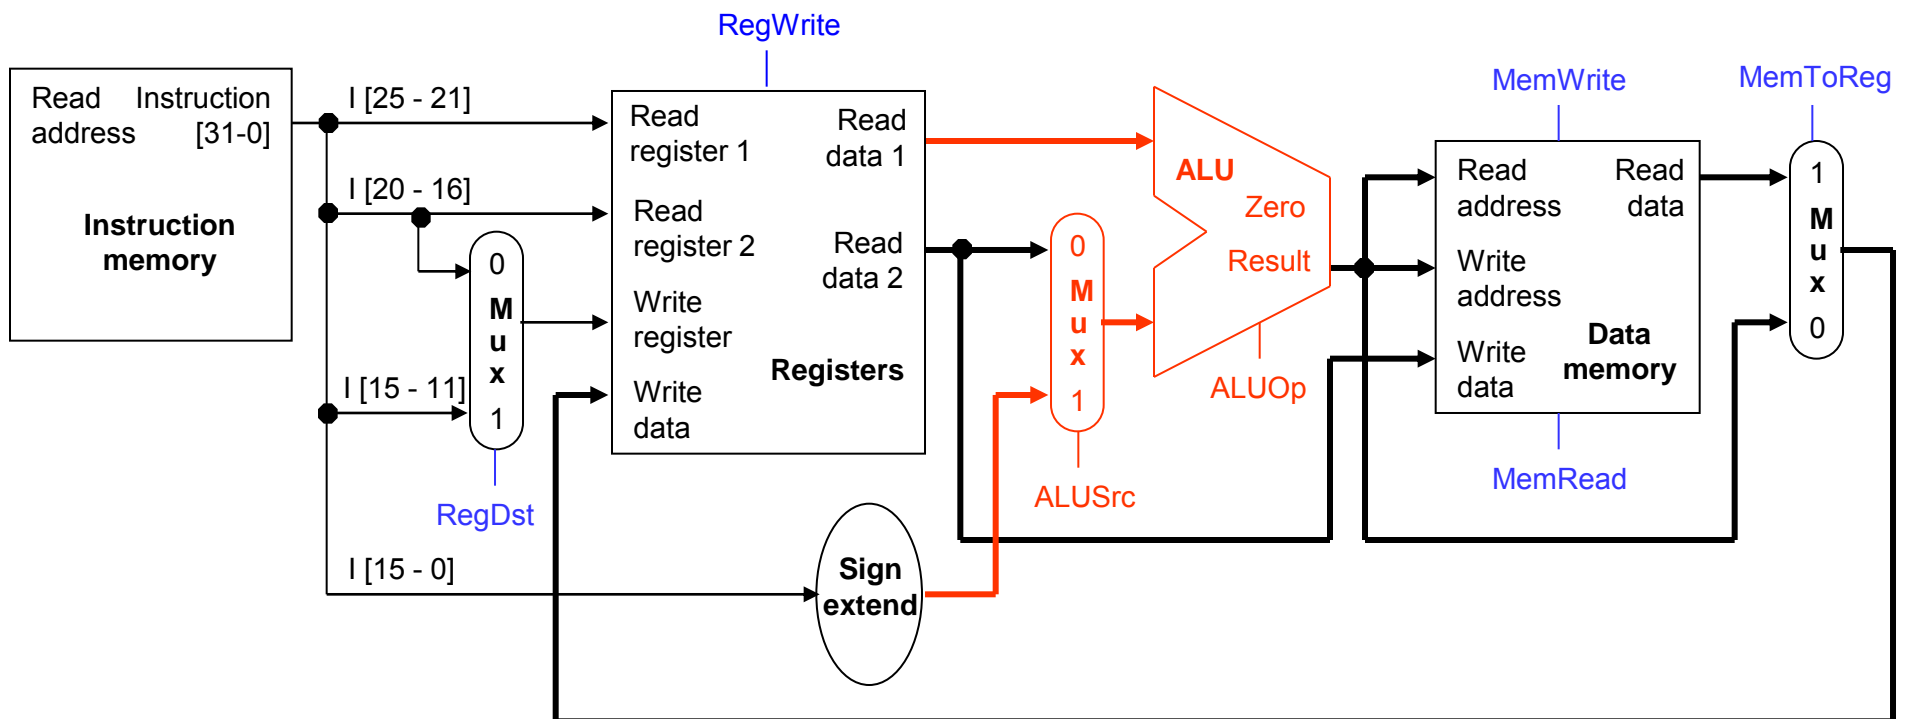 RegWrite
MemWrite
MemToReg
Read Instruction
address [31-0]
Instruction
memory
I [25 - 21]
I [20 - 16]
I [15 - 11]
I [15 - 0]
0
M
u
x
1
RegDst
Read
register 1
Read
data 1
Read
register 2
Read
data 2
Write
register
Registers
Write
data
Sign
extend
0
M
u
x
1
ALUSrc
ALU
Zero
Result
ALUOp
Read
address
Read
data
Write
address
Write
data
Data
memory
MemRead
1
M
u
x
0